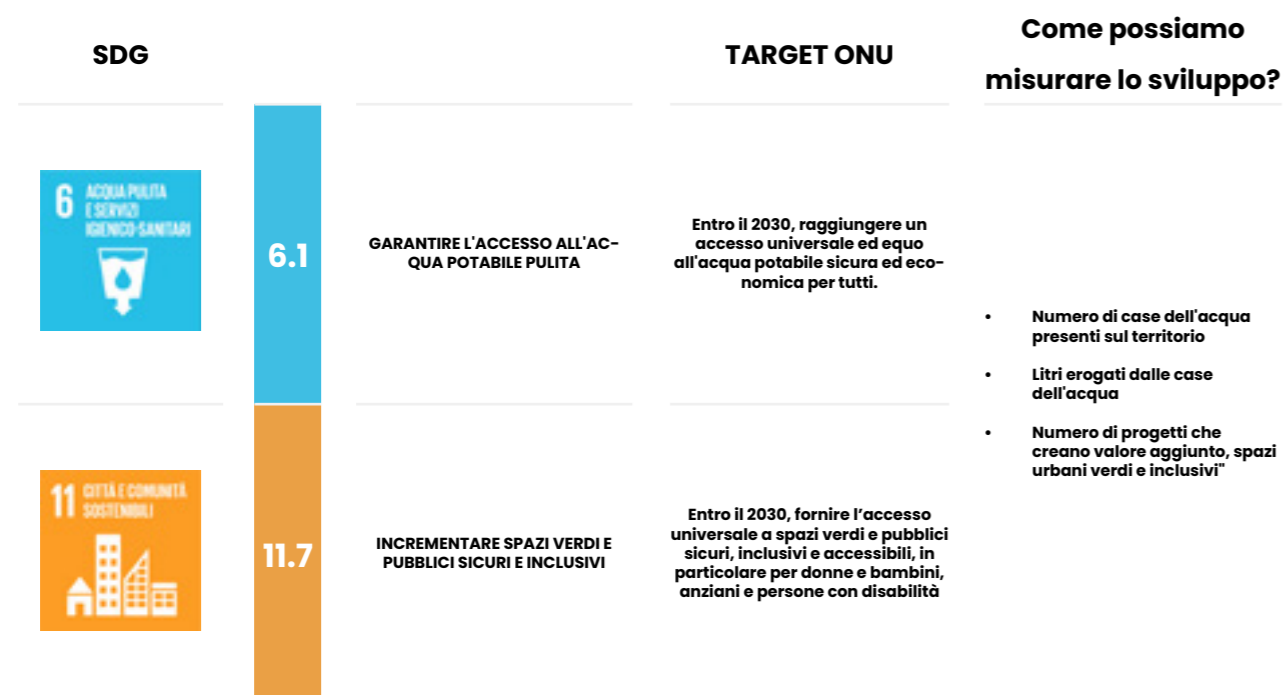 SDG
TARGET ONU
Come possiamo
misurare lo sviluppo?
6 ACQUA PULITA
E SERVIZI
IGIENICO-SANITARI
6.1
GARANTIRE L'ACCESSO ALL'AC-
QUA POTABILE PULITA
Entro il 2030, raggiungere un
accesso universale ed equo
all'acqua potabile sicura ed eco-
nomica per tutti.
• Numero di case dell'acqua
presenti sul territorio
• Litri erogati dalle case
dell'acqua
• Numero di progetti che
creano valore aggiunto, spazi
urbani verdi e inclusivi"
11 CITTÀ E COMUNITÀ
SOSTENIBILI
11.7
INCREMENTARE SPAZI VERDI E
PUBBLICI SICURI E INCLUSIVI
Entro il 2030, fornire l’accesso
universale a spazi verdi e pubblici
sicuri, inclusivi e accessibili, in
particolare per donne e bambini,
anziani e persone con disabilità